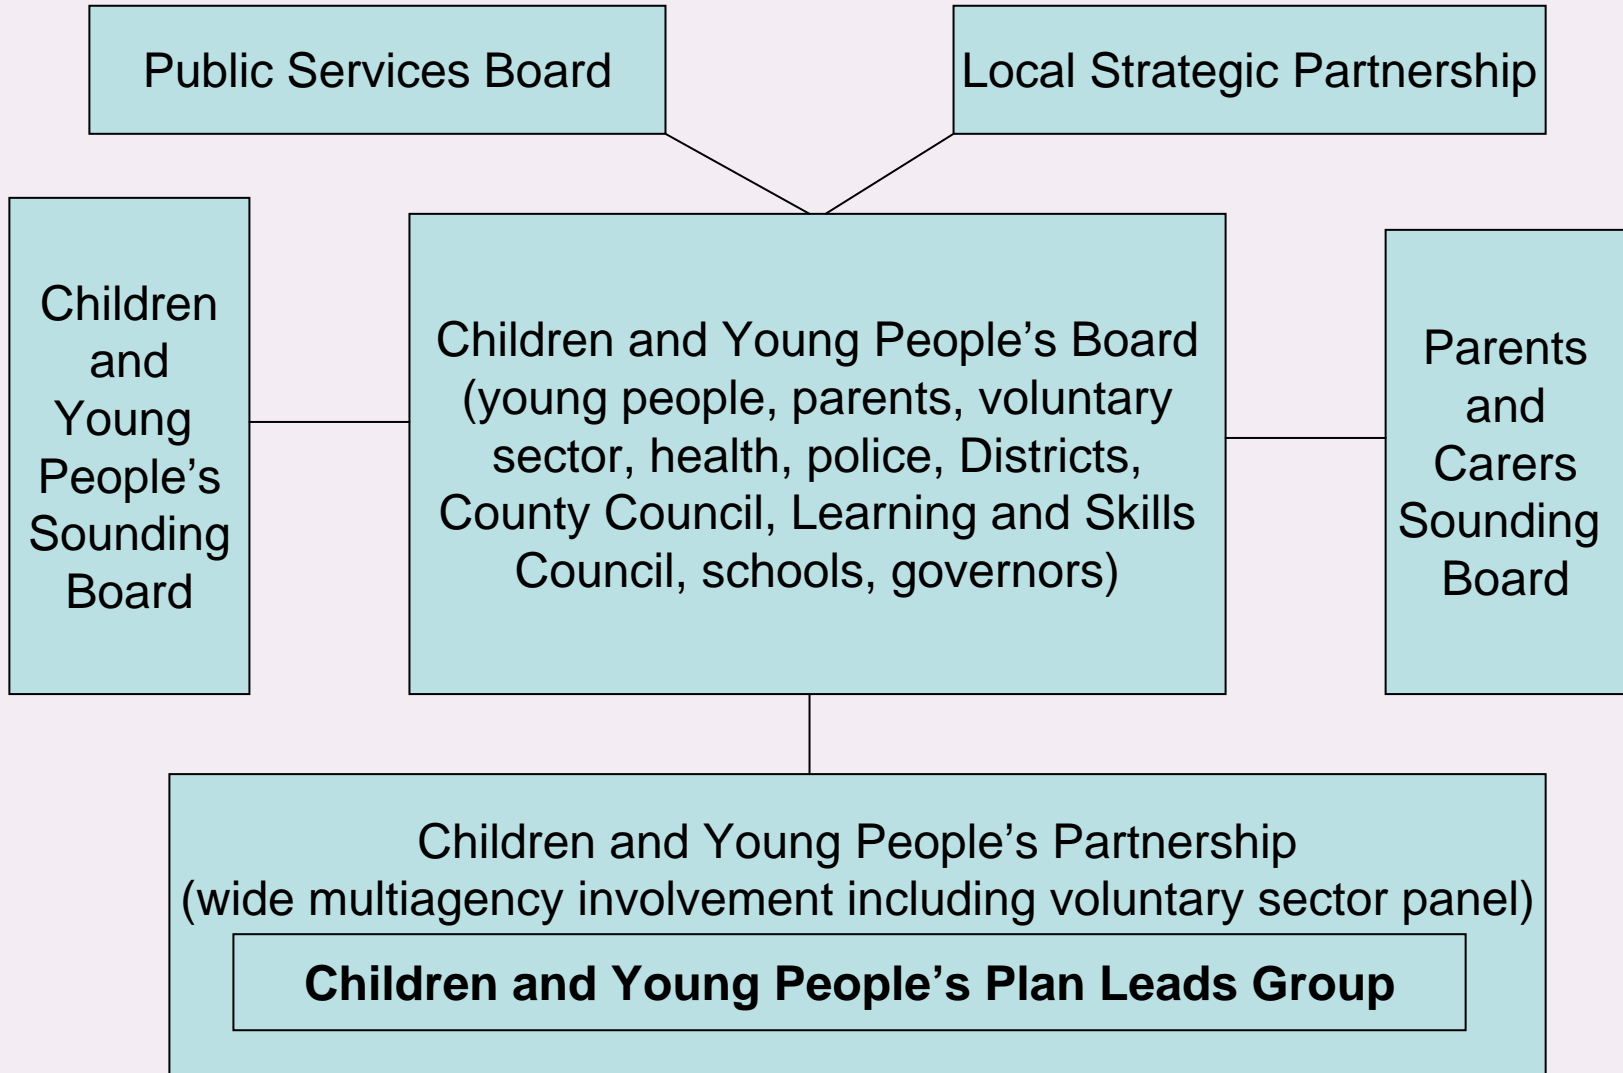 Public Services Board
Local Strategic Partnership
Children
and
Young
People’s
Sounding
Board
Children and Young People’s Board
(young people, parents, voluntary
sector, health, police, Districts,
County Council, Learning and Skills
Council, schools, governors)
Parents
and
Carers
Sounding
Board
Children and Young People’s Partnership
(wide multiagency involvement including voluntary sector panel)
Children and Young People’s Plan Leads Group